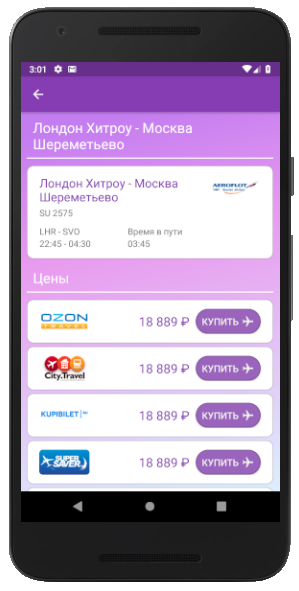 3:01
Лондон Хитроу - Москва
Шереметьево
Лондон Хитроу - Москва
Шереметьево
AEROFLOT
SU 2575
LHR - SVO
Время в пути
22:45 - 04:30
03:45
Цены
OZON
TRAVEL
18 889 ₽
КУПИТЬ
City.Travel
18 889 ₽
КУПИТЬ
KUPIBILET
18 889 ₽
КУПИТЬ
SUPER
SAVER
18 889 ₽
КУПИТЬ